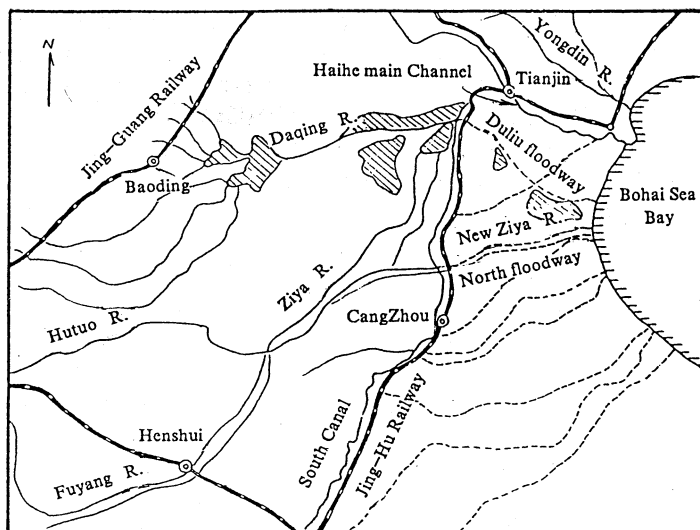 N
Yongdin R.
Haihe main Channel
Tianjin
Jing-Guang Railway
Daqing R.
Duliu floodway
Baoding
Bohai Sea
Bay
New Ziya R.
Ziya R.
North floodway
CangZhou
Hutuo R.
South Canal
Jing-Hu Railway
Henshui
Fuyang R.